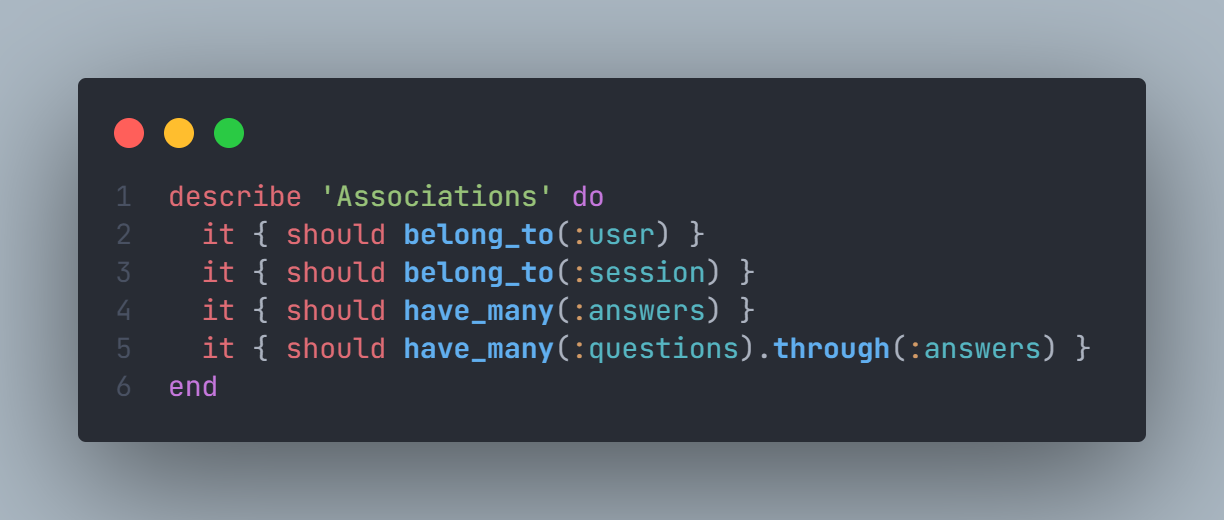 1 describe 'Associations' do
2   it { should belong_to(:user) }
3   it { should belong_to(:session) }
4   it { should have_many(:answers) }
5   it { should have_many(:questions).through(:answers) }
6 end